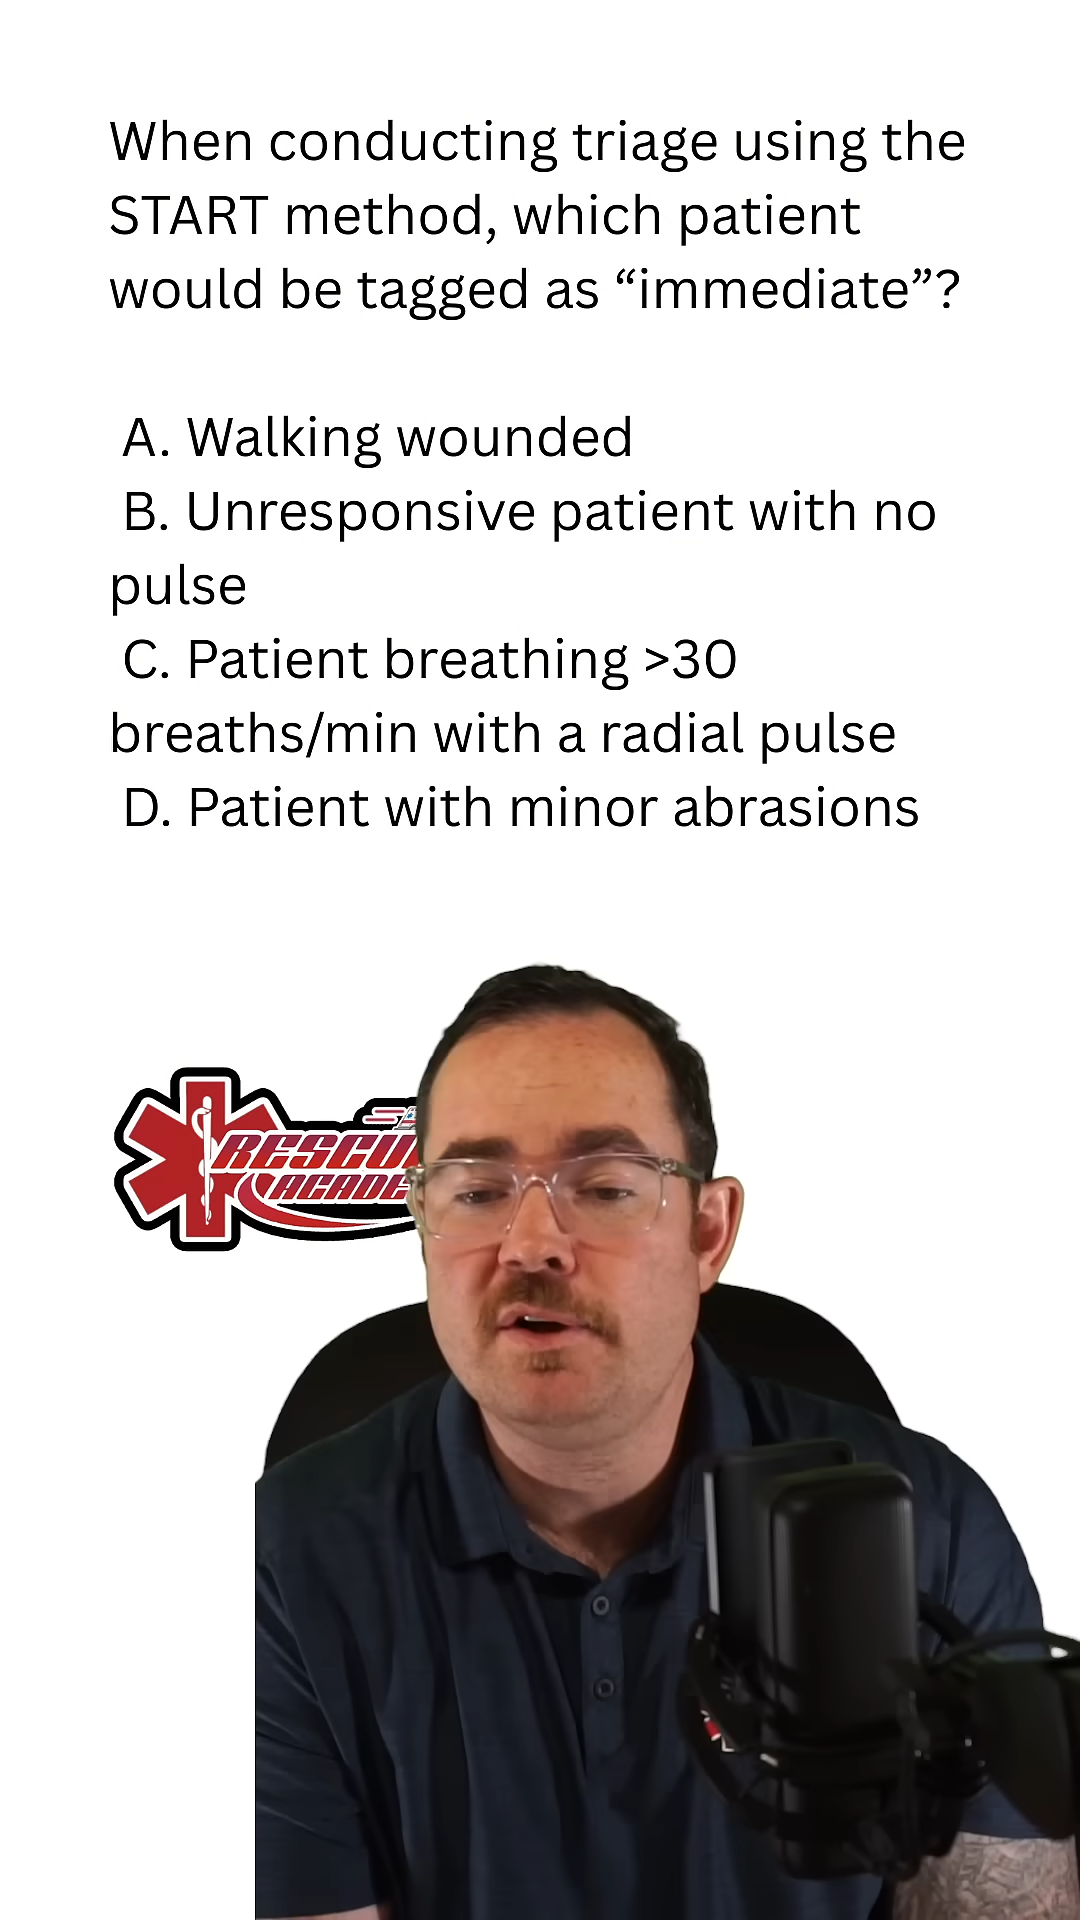 When conducting triage using the
START method, which patient
would be tagged as “immediate”?
A. Walking wounded
B. Unresponsive patient with no
pulse
C. Patient breathing >30
breaths/min with a radial pulse
D. Patient with minor abrasions